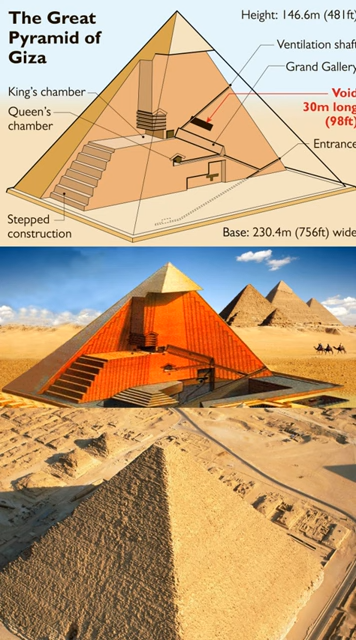 The Great
Pyramid of
Giza
Height: 146.6m (481ft)
Ventilation shaft
Grand Gallery
King's chamber
Queen's
chamber
Void
30m long
(98ft)
Entrance
Stepped
construction
Base: 230.4m (756ft) wide